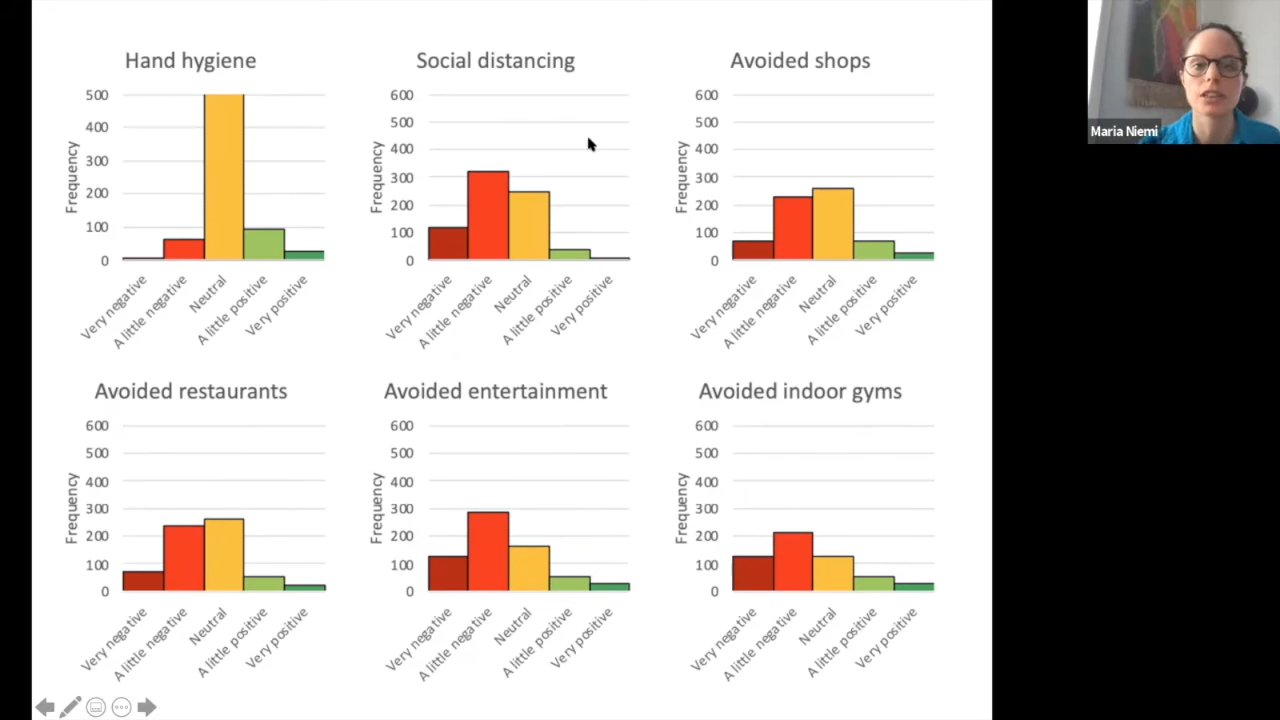 Hand hygiene
500
400
300
200
100
0
Frequency
Very negative
A little negative
Neutral
A little positive
Very positive
Social distancing
600
500
400
300
200
100
0
Frequency
Very negative
A little negative
Neutral
A little positive
Very positive
Avoided shops
600
500
400
300
200
100
0
Frequency
Very negative
A little negative
Neutral
A little positive
Very positive
Maria Niemi
Avoided restaurants
600
500
400
300
200
100
0
Frequency
Very negative
A little negative
Neutral
A little positive
Very positive
Avoided entertainment
600
500
400
300
200
100
0
Frequency
Very negative
A little negative
Neutral
A little positive
Very positive
Avoided indoor gyms
600
500
400
300
200
100
0
Frequency
Very negative
A little negative
Neutral
A little positive
Very positive